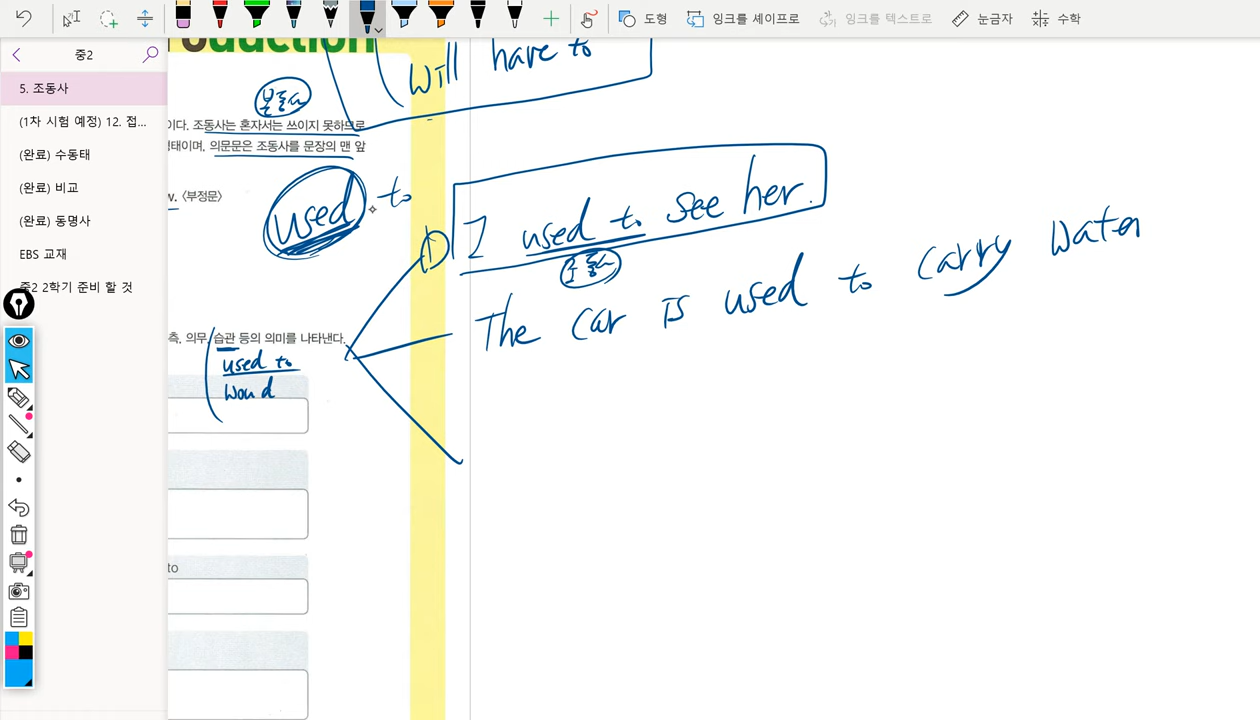 도형
잉크를 셰이프로
잉크를 텍스트로
눈금자
수학
중2
5. 조동사
(1차 시험 예정) 12. 접...
(완료) 수동태
(완료) 비교
(완료) 동명사
EBS 교재
중2 2학기 준비 할 것
will have to
본동사
이다. 조동사는 혼자서는 쓰이지 못하므로
형태이며, 의문문은 조동사를 문장의 맨 앞
w. <부정문>
used to
① I used to see her.
조동사
The car is used to carry water
측, 의무, 습관 등의 의미를 나타낸다.
used to
to